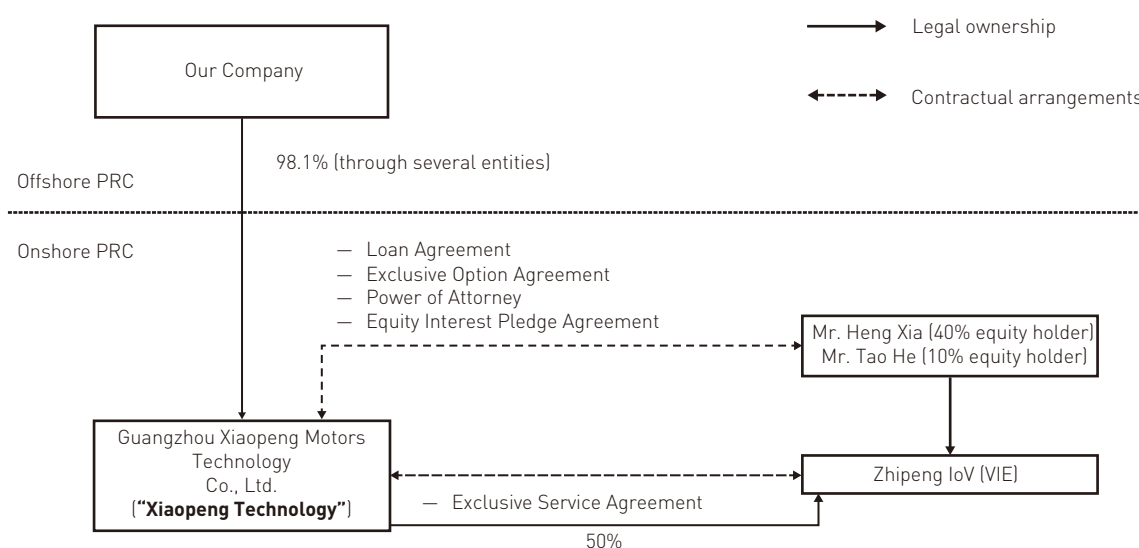 Legal ownership
Our Company
Contractual arrangements
98.1% (through several entities)
Offshore PRC
Onshore PRC
— Loan Agreement
— Exclusive Option Agreement
— Power of Attorney
— Equity Interest Pledge Agreement
Mr. Heng Xia (40% equity holder)
Mr. Tao He (10% equity holder)
Guangzhou Xiaopeng Motors
Technology
Co., Ltd.
(“Xiaopeng Technology”)
Zhipeng IoV (VIE)
— Exclusive Service Agreement
50%